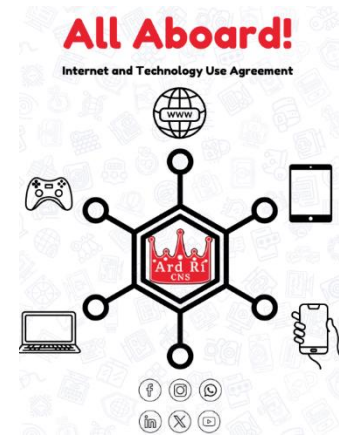 All Aboard!
Internet and Technology Use Agreement
WWW
Ard Rí
CNS